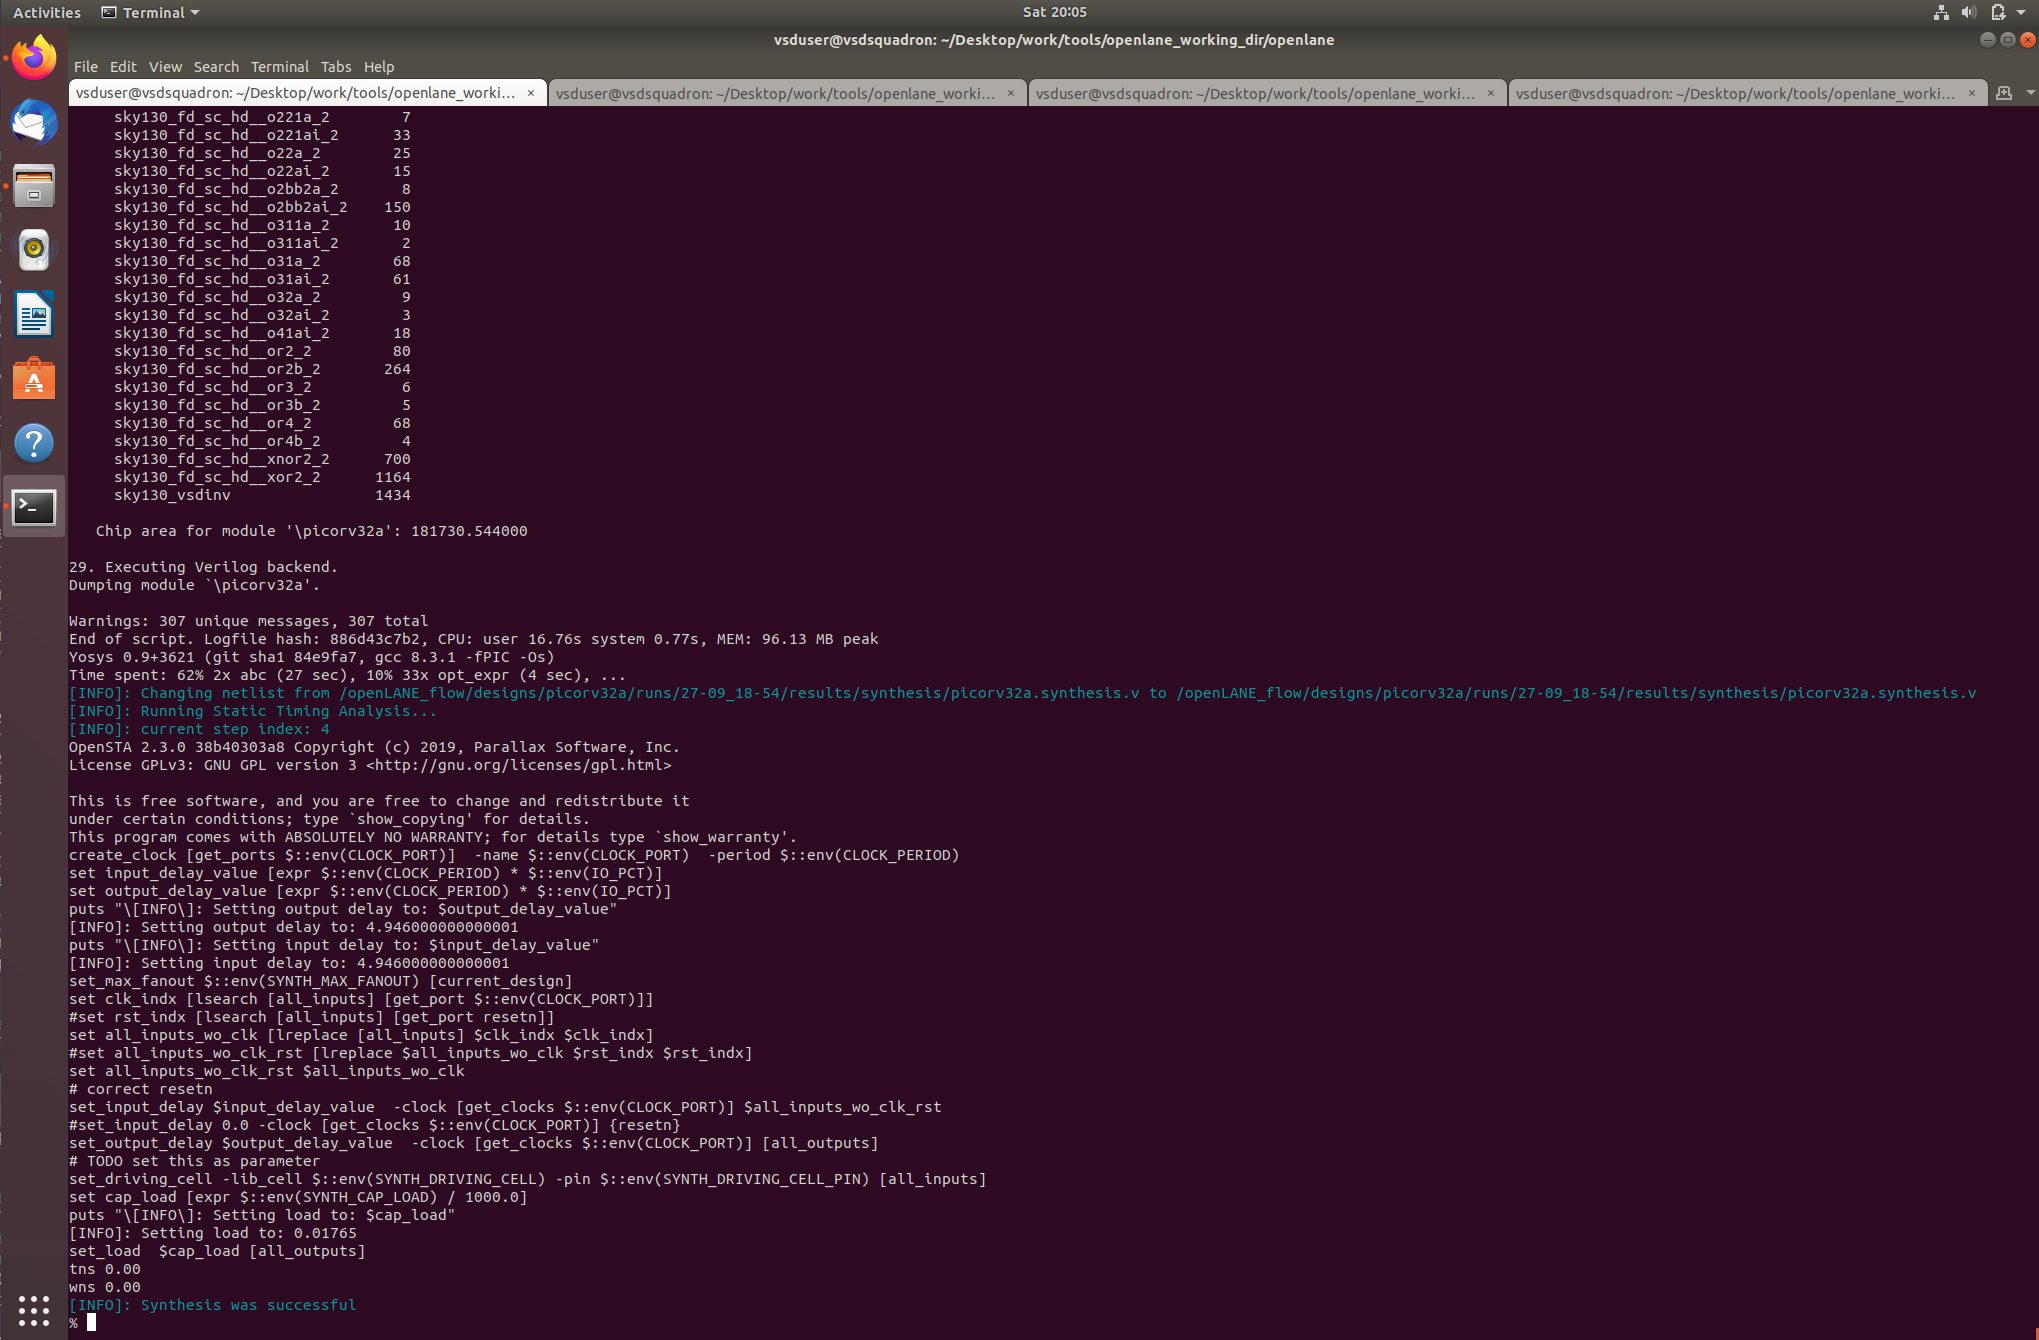 Activities
Terminal
Sat 20:05
vsduser@vsdsquadron: ~/Desktop/work/tools/openlane_working_dir/openlane
File Edit View Search Terminal Tabs Help
vsduser@vsdsquadron: ~/Desktop/work/tools/openlane_worki... ×
vsduser@vsdsquadron: ~/Desktop/work/tools/openlane_worki... ×
vsduser@vsdsquadron: ~/Desktop/work/tools/openlane_worki... ×
vsduser@vsdsquadron: ~/Desktop/work/tools/openlane_worki... ×
sky130_fd_sc_hd__o221a_2 7
sky130_fd_sc_hd__o221ai_2 33
sky130_fd_sc_hd__o22a_2 25
sky130_fd_sc_hd__o22ai_2 15
sky130_fd_sc_hd__o2bb2a_2 8
sky130_fd_sc_hd__o2bb2ai_2 150
sky130_fd_sc_hd__o311a_2 10
sky130_fd_sc_hd__o311ai_2 2
sky130_fd_sc_hd__o31a_2 68
sky130_fd_sc_hd__o31ai_2 61
sky130_fd_sc_hd__o32a_2 9
sky130_fd_sc_hd__o32ai_2 3
sky130_fd_sc_hd__o41ai_2 18
sky130_fd_sc_hd__or2_2 80
sky130_fd_sc_hd__or2b_2 264
sky130_fd_sc_hd__or3_2 6
sky130_fd_sc_hd__or3b_2 5
sky130_fd_sc_hd__or4_2 68
sky130_fd_sc_hd__or4b_2 4
sky130_fd_sc_hd__xnor2_2 700
sky130_fd_sc_hd__xor2_2 1164
sky130_vsdinv 1434
Chip area for module '\picorv32a': 181730.544000
29. Executing Verilog backend.
Dumping module `\picorv32a'.
Warnings: 307 unique messages, 307 total
End of script. Logfile hash: 886d43c7b2, CPU: user 16.76s system 0.77s, MEM: 96.13 MB peak
Yosys 0.9+3621 (git sha1 84e9fa7, gcc 8.3.1 -fPIC -Os)
Time spent: 62% 2x abc (27 sec), 10% 33x opt_expr (4 sec), ...
[INFO]: Changing netlist from /openLANE_flow/designs/picorv32a/runs/27-09_18-54/results/synthesis/picorv32a.synthesis.v to /openLANE_flow/designs/picorv32a/runs/27-09_18-54/results/synthesis/picorv32a.synthesis.v
[INFO]: Running Static Timing Analysis...
[INFO]: current step index: 4
OpenSTA 2.3.0 38b40303a8 Copyright (c) 2019, Parallax Software, Inc.
License GPLv3: GNU GPL version 3 <http://gnu.org/licenses/gpl.html>
This is free software, and you are free to change and redistribute it
under certain conditions; type `show_copying' for details.
This program comes with ABSOLUTELY NO WARRANTY; for details type `show_warranty'.
create_clock [get_ports $::env(CLOCK_PORT)]  -name $::env(CLOCK_PORT)  -period $::env(CLOCK_PERIOD)
set input_delay_value [expr $::env(CLOCK_PERIOD) * $::env(IO_PCT)]
set output_delay_value [expr $::env(CLOCK_PERIOD) * $::env(IO_PCT)]
puts "\[INFO\]: Setting output delay to: $output_delay_value"
[INFO]: Setting output delay to: 4.946000000000001
puts "\[INFO\]: Setting input delay to: $input_delay_value"
[INFO]: Setting input delay to: 4.946000000000001
set_max_fanout $::env(SYNTH_MAX_FANOUT) [current_design]
set clk_indx [lsearch [all_inputs] [get_port $::env(CLOCK_PORT)]]
#set rst_indx [lsearch [all_inputs] [get_port resetn]]
set all_inputs_wo_clk [lreplace [all_inputs] $clk_indx $clk_indx]
#set all_inputs_wo_clk_rst [lreplace $all_inputs_wo_clk $rst_indx $rst_indx]
set all_inputs_wo_clk_rst $all_inputs_wo_clk
# correct resetn
set_input_delay $input_delay_value  -clock [get_clocks $::env(CLOCK_PORT)] $all_inputs_wo_clk_rst
#set_input_delay 0.0 -clock [get_clocks $::env(CLOCK_PORT)] {resetn}
set_output_delay $output_delay_value  -clock [get_clocks $::env(CLOCK_PORT)] [all_outputs]
# TODO set this as parameter
set_driving_cell -lib_cell $::env(SYNTH_DRIVING_CELL) -pin $::env(SYNTH_DRIVING_CELL_PIN) [all_inputs]
set cap_load [expr $::env(SYNTH_CAP_LOAD) / 1000.0]
puts "\[INFO\]: Setting load to: $cap_load"
[INFO]: Setting load to: 0.01765
set_load  $cap_load [all_outputs]
tns 0.00
wns 0.00
[INFO]: Synthesis was successful
%